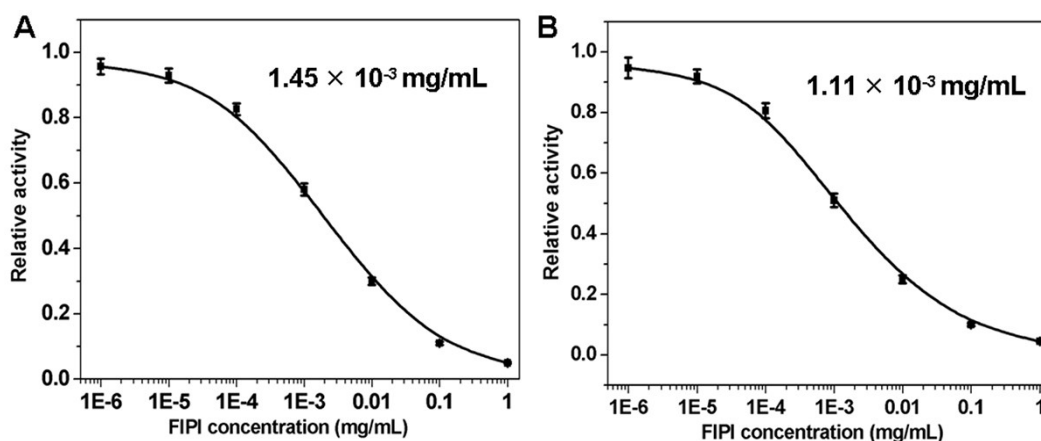 A
1.45 × 10-3 mg/mL
Relative activity
1.0
0.8
0.6
0.4
0.2
0.0
1E-6 1E-5 1E-4 1E-3 0.01 0.1 1
FIPI concentration (mg/mL)
B
1.11 × 10-3 mg/mL
Relative activity
1.0
0.8
0.6
0.4
0.2
0.0
1E-6 1E-5 1E-4 1E-3 0.01 0.1 1
FIPI concentration (mg/mL)